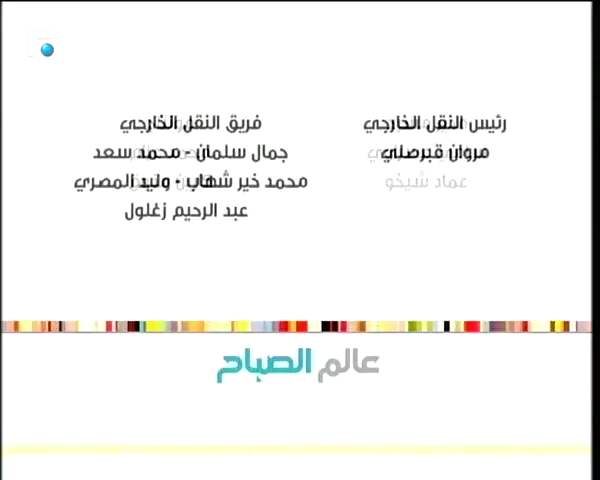 رئيس النقل الخارجي
مروان قبرصلي
عماد شيخو
فريق النقل الخارجي
جمال سلمان - محمد سعد
محمد خير شهاب - وليد المصري
عبد الرحيم زغلول
عالم الصباح